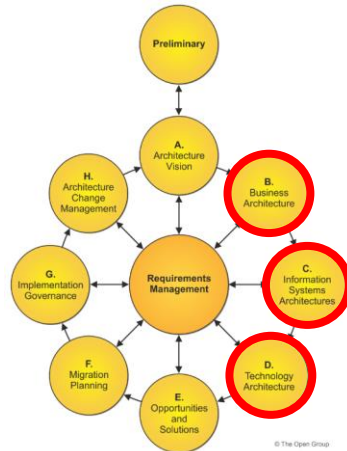 Preliminary
A.
Architecture
Vision
H.
Architecture
Change
Management
B.
Business
Architecture
G.
Implementation
Governance
Requirements
Management
C.
Information
Systems
Architectures
F.
Migration
Planning
D.
Technology
Architecture
E.
Opportunities
and
Solutions
© The Open Group